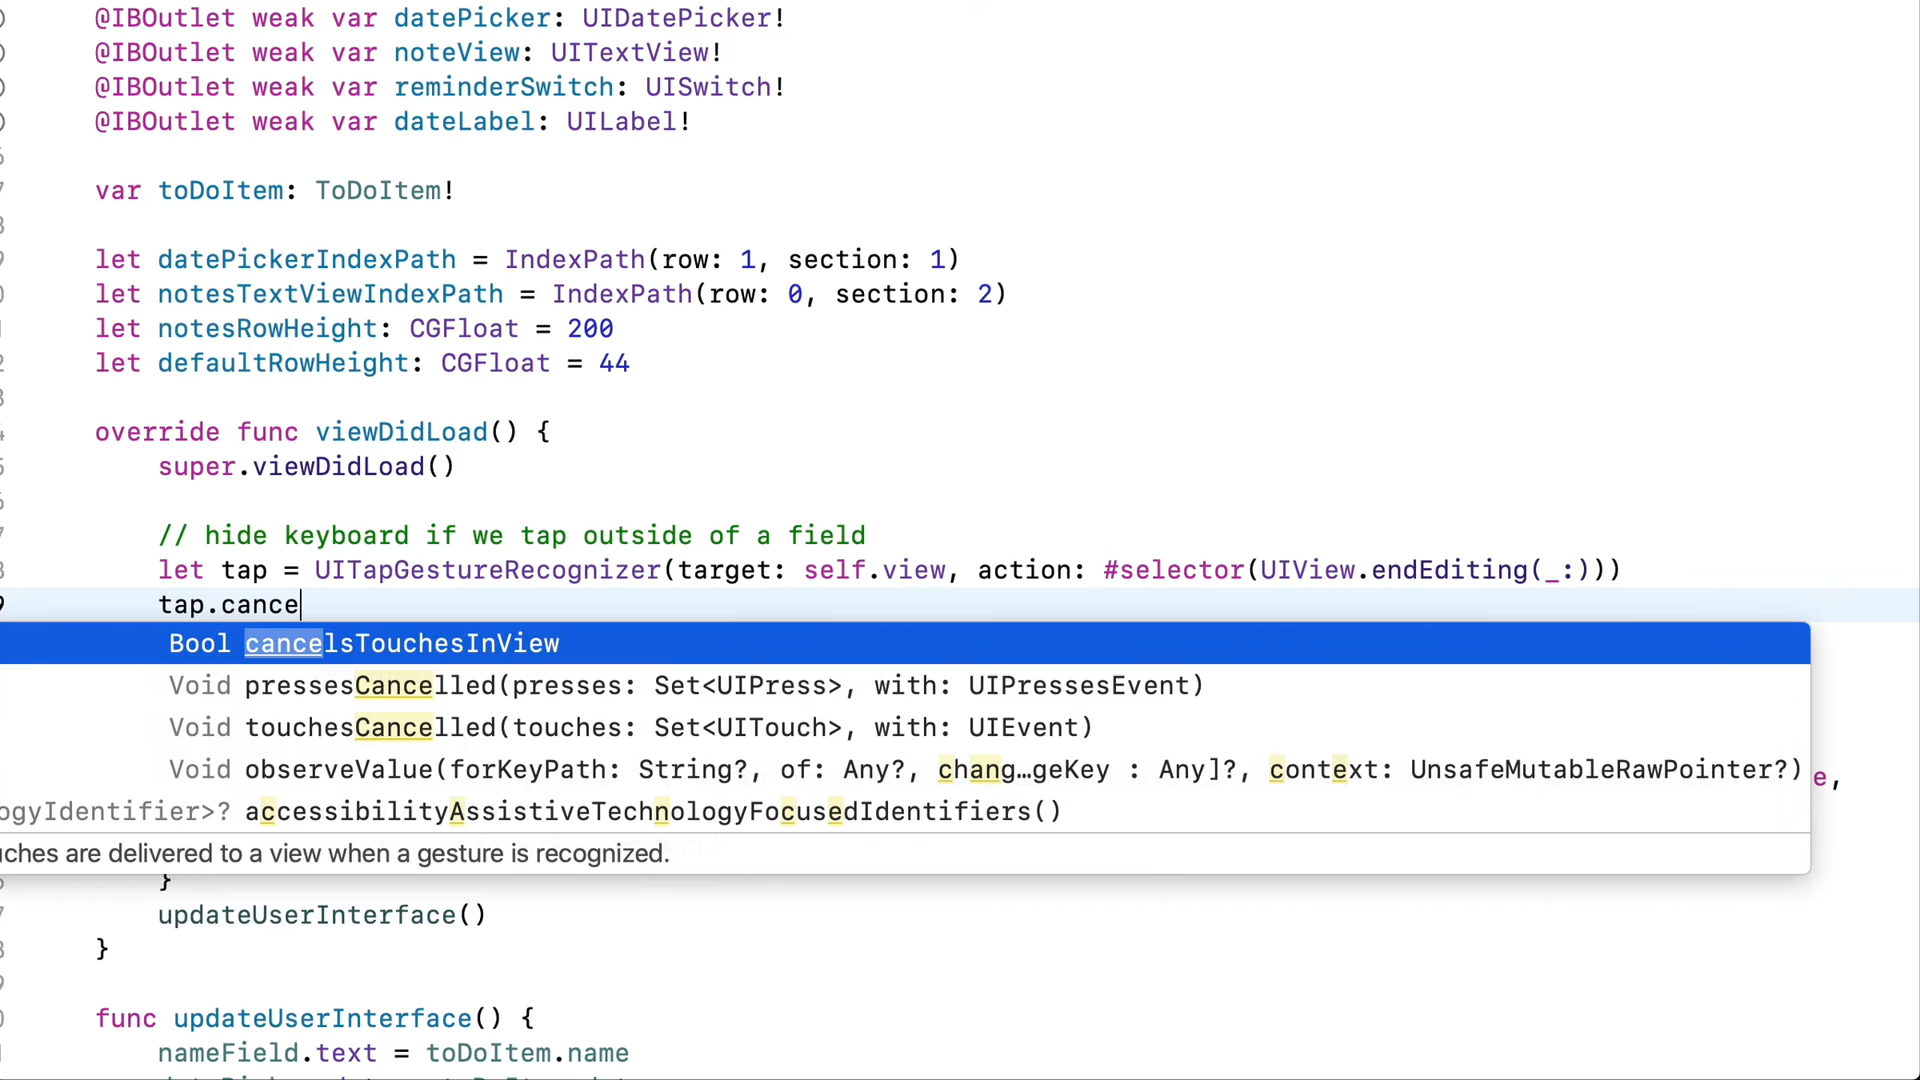 @IBOutlet weak var datePicker: UIDatePicker!
@IBOutlet weak var noteView: UITextView!
@IBOutlet weak var reminderSwitch: UISwitch!
@IBOutlet weak var dateLabel: UILabel!
var toDoItem: ToDoItem!
let datePickerIndexPath = IndexPath(row: 1, section: 1)
let notesTextViewIndexPath = IndexPath(row: 0, section: 2)
let notesRowHeight: CGFloat = 200
let defaultRowHeight: CGFloat = 44
override func viewDidLoad() {
super.viewDidLoad()
// hide keyboard if we tap outside of a field
let tap = UITapGestureRecognizer(target: self.view, action: #selector(UIView.endEditing(_:)))
tap.cance
Bool cancelsTouchesInView
Void pressesCancelled(presses: Set<UIPress>, with: UIPressesEvent)
Void touchesCancelled(touches: Set<UITouch>, with: UIEvent)
Void observeValue(forKeyPath: String?, of: Any?, chang…geKey : Any]?, context: UnsafeMutableRawPointer?) e,
ogyIdentifier>? accessibilityAssistiveTechnologyFocusedIdentifiers()
uches are delivered to a view when a gesture is recognized.
}
updateUserInterface()
}
func updateUserInterface() {
nameField.text = toDoItem.name